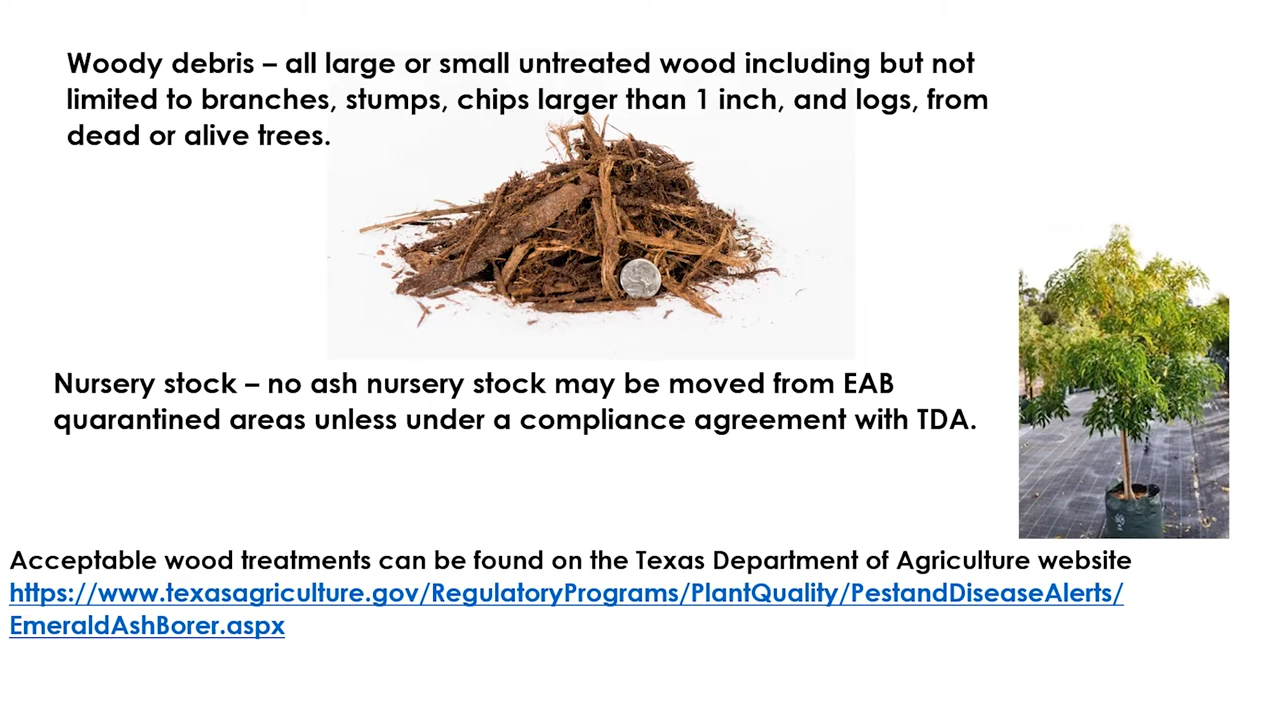 Woody debris – all large or small untreated wood including but not
limited to branches, stumps, chips larger than 1 inch, and logs, from
dead or alive trees.
Nursery stock – no ash nursery stock may be moved from EAB
quarantined areas unless under a compliance agreement with TDA.
Acceptable wood treatments can be found on the Texas Department of Agriculture website
https://www.texasagriculture.gov/RegulatoryPrograms/PlantQuality/PestandDiseaseAlerts/
EmeraldAshBorer.aspx